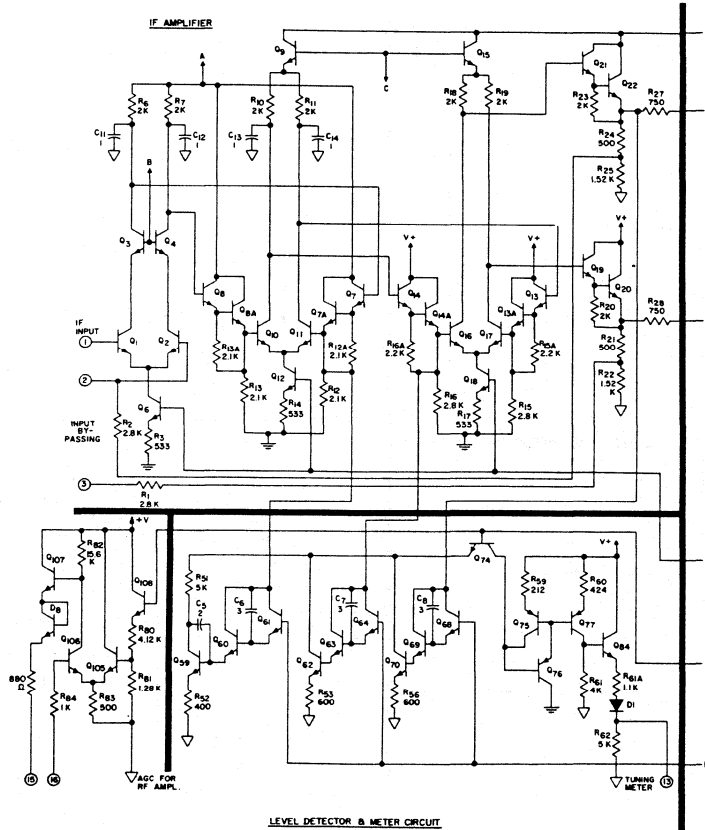 IF AMPLIFIER
Q9
Q15
A
C
R6
2K
R7
2K
R10
2K
R11
2K
R18
2K
R19
2K
Q21
Q22
R23
2K
R27
750
R24
500
R25
1.52 K
C11
1
C12
1
C13
1
C14
1
B
V+
V+
V+
Q3
Q4
Q8
Q8A
Q7
Q7A
Q14
Q14A
Q13
Q13A
Q19
Q20
R20
2K
R28
750
R21
500
R22
1.52
K
IF
INPUT
1
Q1
Q2
R13A
2.1K
Q10
Q11
R12A
2.1K
R16A
2.2K
Q16
Q17
R15A
2.2K
2
Q6
R13
2.1K
Q12
R14
533
R12
2.1K
R16
2.8K
Q18
R17
533
R15
2.8K
INPUT
BY-
PASSING
R2
2.8K
R3
533
3
R1
2.8K
+V
Q107
R82
15.6
K
Q108
D8
Q106
Q105
R80
4.12K
R81
1.28K
880
Ω
R84
1K
R83
500
15
16
AGC FOR
RF AMPL.
R51
5K
C5
2
C6
3
Q61
C7
3
Q64
C8
3
Q68
Q74
V+
R59
212
R60
424
Q75
Q77
Q84
Q59
Q60
Q62
Q63
Q70
Q69
Q76
R52
400
R53
600
R56
600
R61
4K
R61A
1.1K
D1
R62
5K
TUNING
METER
13
LEVEL DETECTOR & METER CIRCUIT